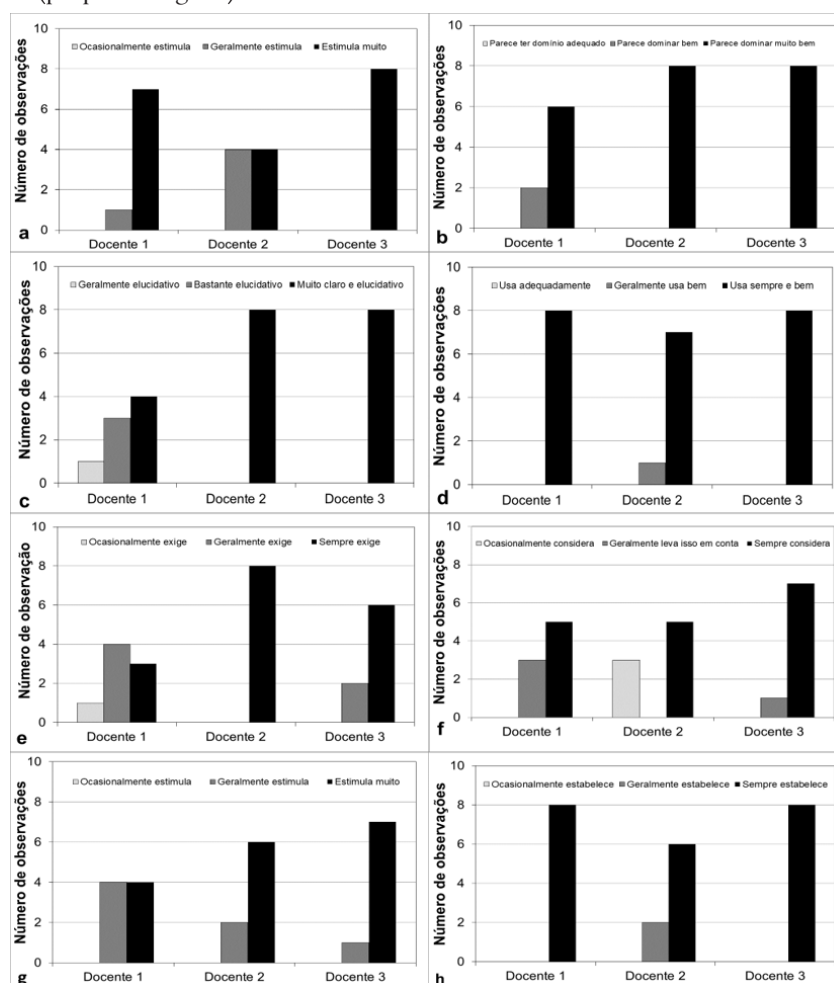 Ocasionalmente estimula Geralmente estimula Estimula muito
Número de observações
10
8
6
4
2
0
Docente 1 Docente 2 Docente 3
a
Parece ter domínio adequado Parece dominar bem Parece dominar muito bem
Número de observações
10
8
6
4
2
0
Docente 1 Docente 2 Docente 3
b
Geralmente elucidativo Bastante elucidativo Muito claro e elucidativo
Número de observações
10
8
6
4
2
0
Docente 1 Docente 2 Docente 3
c
Usa adequadamente Geralmente usa bem Usa sempre e bem
Número de observações
10
8
6
4
2
0
Docente 1 Docente 2 Docente 3
d
Ocasionalmente exige Geralmente exige Sempre exige
Número de observação
10
8
6
4
2
0
Docente 1 Docente 2 Docente 3
e
Ocasionalmente considera Geralmente leva isso em conta Sempre considera
Número de observações
10
8
6
4
2
0
Docente 1 Docente 2 Docente 3
f
Ocasionalmente estimula Geralmente estimula Estimula muito
Número de observações
10
8
6
4
2
0
Docente 1 Docente 2 Docente 3
g
Ocasionalmente estabelece Geralmente estabelece Sempre estabelece
Número de observações
10
8
6
4
2
0
Docente 1 Docente 2 Docente 3
h